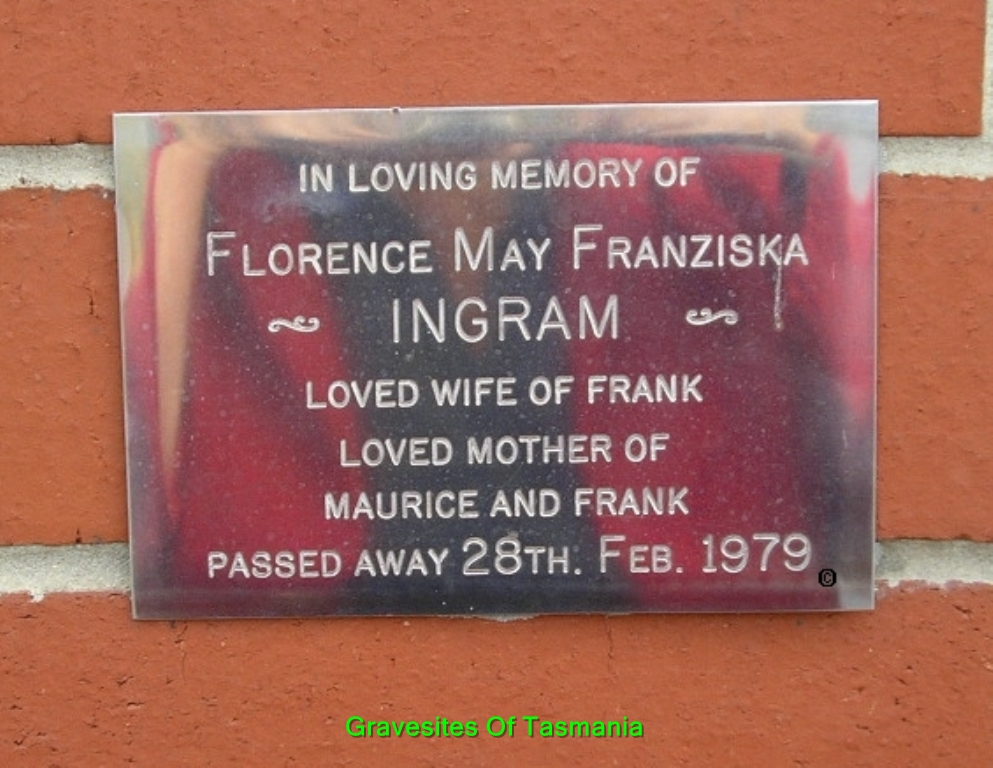 IN LOVING MEMORY OF
FLORENCE MAY FRANZISKA
INGRAM
LOVED WIFE OF FRANK
LOVED MOTHER OF
MAURICE AND FRANK
PASSED AWAY 28TH. FEB. 1979
©
Gravesites Of Tasmania